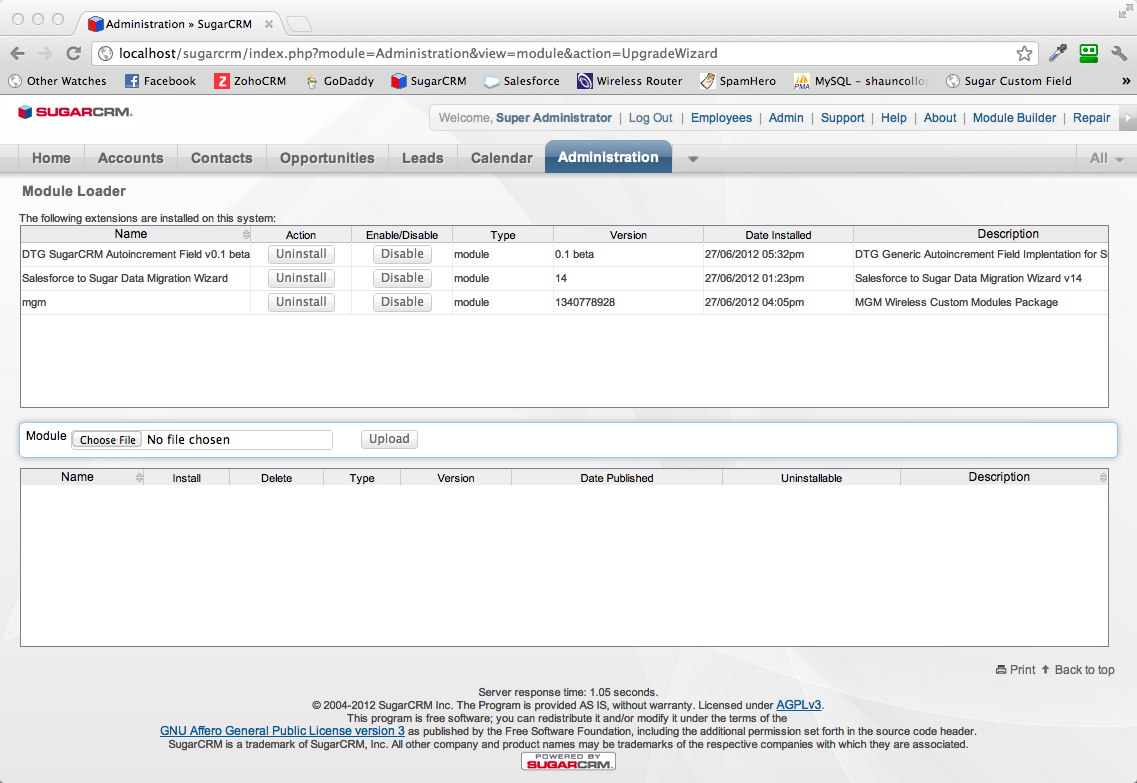 Administration » SugarCRM
localhost/sugarcrm/index.php?module=Administration&view=module&action=UpgradeWizard
Other Watches Facebook ZohoCRM GoDaddy SugarCRM Salesforce Wireless Router SpamHero MySQL – shauncollo Sugar Custom Field »
SUGARCRM.
Welcome, Super Administrator | Log Out | Employees | Admin | Support | Help | About | Module Builder | Repair
Home Accounts Contacts Opportunities Leads Calendar Administration All
Module Loader
The following extensions are installed on this system:
Name Action Enable/Disable Type Version Date Installed Description
DTG SugarCRM Autoincrement Field v0.1 beta Uninstall Disable module 0.1 beta 27/06/2012 05:32pm DTG Generic Autoincrement Field Implentation for S
Salesforce to Sugar Data Migration Wizard Uninstall Disable module 14 27/06/2012 01:23pm Salesforce to Sugar Data Migration Wizard v14
mgm Uninstall Disable module 1340778928 27/06/2012 04:05pm MGM Wireless Custom Modules Package
Module Choose File No file chosen Upload
Name Install Delete Type Version Date Published Uninstallable Description
Print Back to top
Server response time: 1.05 seconds.
© 2004-2012 SugarCRM Inc. The Program is provided AS IS, without warranty. Licensed under AGPLv3.
This program is free software; you can redistribute it and/or modify it under the terms of the
GNU Affero General Public License version 3 as published by the Free Software Foundation, including the additional permission set forth in the source code header.
SugarCRM is a trademark of SugarCRM, Inc. All other company and product names may be trademarks of the respective companies with which they are associated.
POWERED BY
SUGARCRM.